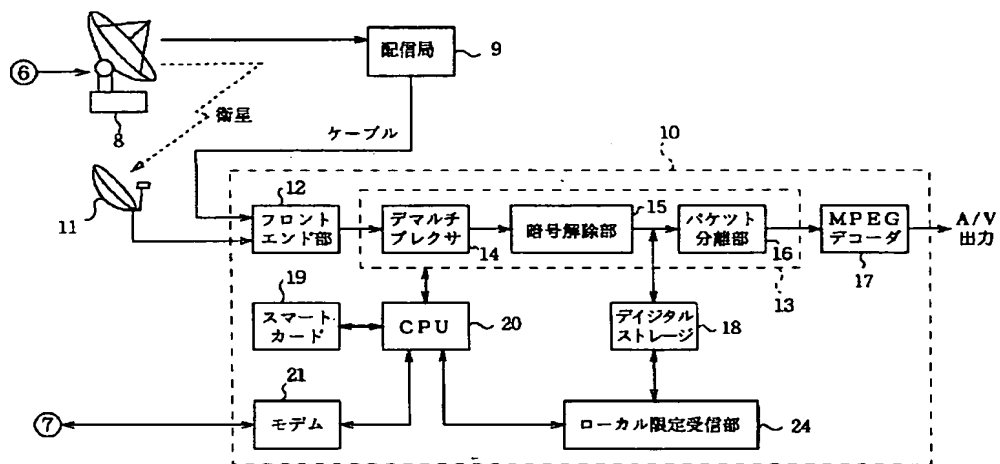 配信局
9
⑥
衛星
8
ケーブル
10
11
12
フロント
エンド部
デマルチ
プレクサ
14
15
暗号解除部
パケット
分離部
16
MPEG
デコーダ
17
A/V
出力
13
19
スマート
カード
CPU
20
デイジタル
ストレージ
18
21
モデム
⑦
ローカル限定受信部
24